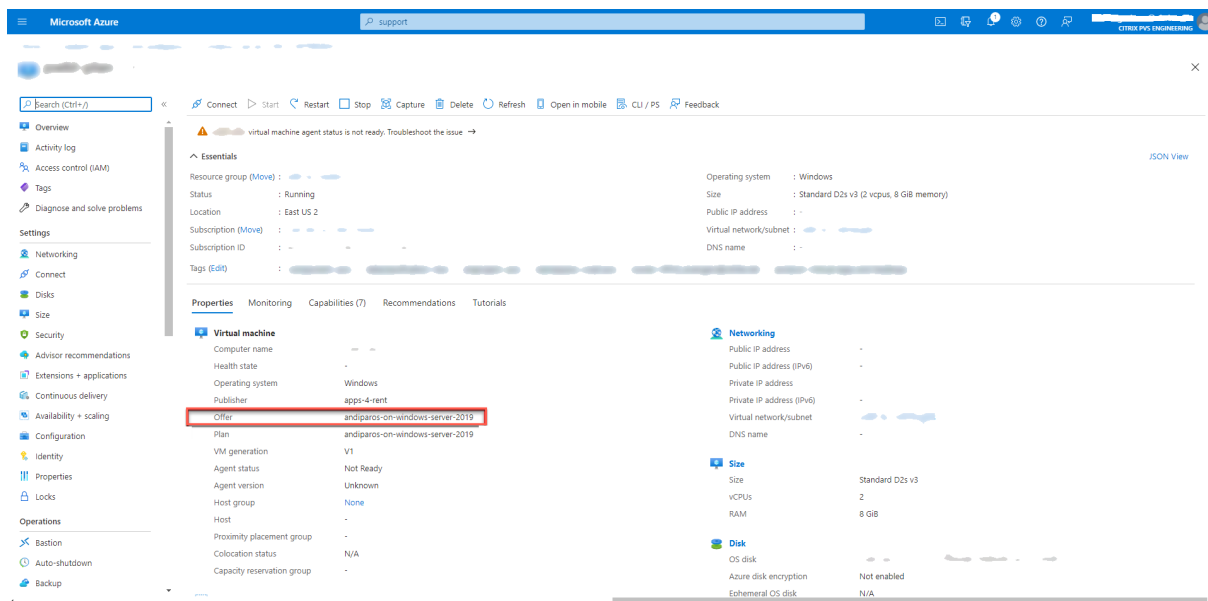 Microsoft Azure
support
1
CITRIX PVS ENGINEERING
Search (Ctrl+/)
«
Connect Start Restart Stop Capture Delete Refresh Open in mobile CLI / PS Feedback
virtual machine agent status is not ready. Troubleshoot the issue →
Essentials
JSON View
Resource group (Move) :
Status : Running
Location : East US 2
Subscription (Move) :
Subscription ID :
Tags (Edit) :
Operating system : Windows
Size : Standard D2s v3 (2 vcpus, 8 GiB memory)
Public IP address : -
Virtual network/subnet :
DNS name : -
Overview
Activity log
Access control (IAM)
Tags
Diagnose and solve problems
Settings
Networking
Connect
Disks
Size
Security
Advisor recommendations
Extensions + applications
Continuous delivery
Availability + scaling
Configuration
Identity
Properties
Locks
Operations
Bastion
Auto-shutdown
Backup
Properties Monitoring Capabilities (7) Recommendations Tutorials
Virtual machine
Computer name
Health state -
Operating system Windows
Publisher apps-4-rent
Offer andiparos-on-windows-server-2019
Plan andiparos-on-windows-server-2019
VM generation V1
Agent status Not Ready
Agent version Unknown
Host group None
Host -
Proximity placement group -
Colocation status N/A
Capacity reservation group -
Networking
Public IP address -
Public IP address (IPv6) -
Private IP address
Private IP address (IPv6) -
Virtual network/subnet
DNS name -
Size
Size Standard D2s v3
vCPUs 2
RAM 8 GiB
Disk
OS disk
Azure disk encryption Not enabled
Ephemeral OS disk N/A